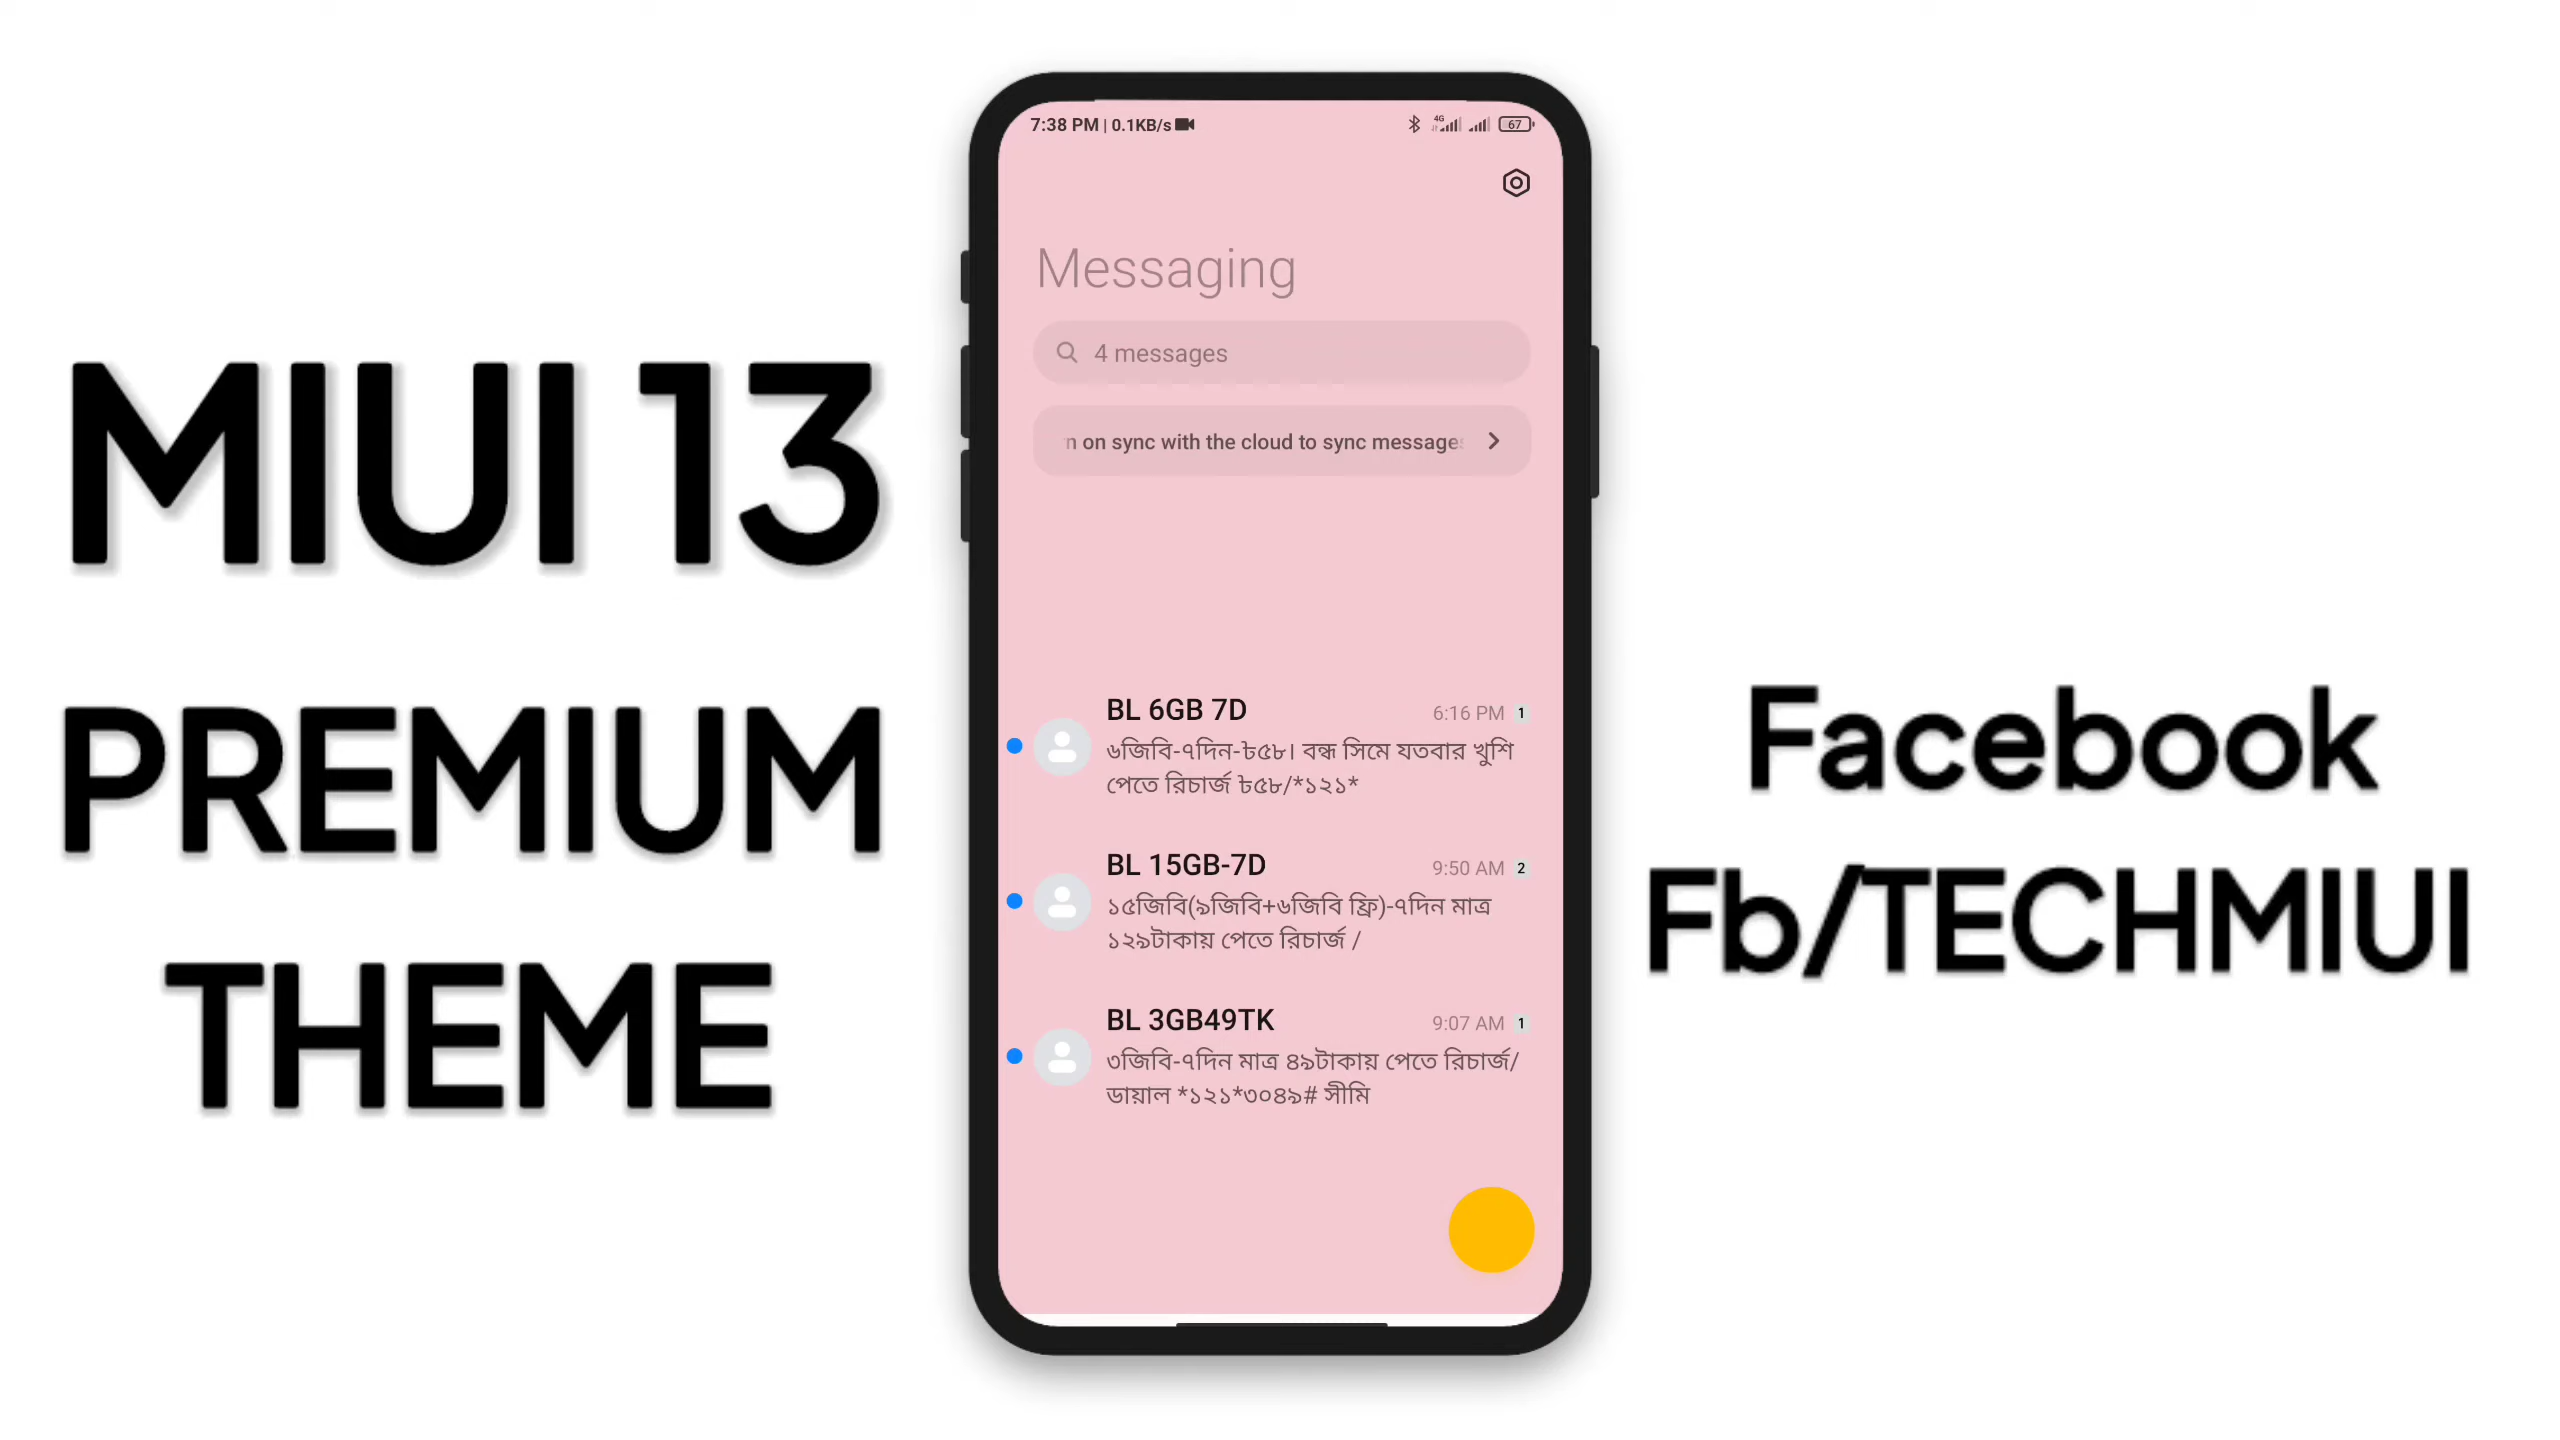 MIUI 13
PREMIUM
THEME
7:38 PM | 0.1KB/s
4G
67
Messaging
4 messages
on sync with the cloud to sync messages
BL 6GB 7D
6:16 PM 1
৬জিবি-৭দিন-৳৫৮। বন্ধ সিমে যতবার খুশি
পেতে রিচার্জ ৳৫৮/*১২১*
BL 15GB-7D
9:50 AM 2
১৫জিবি(৯জিবি+৬জিবি ফ্রি)-৭দিন মাত্র
১২৯টাকায় পেতে রিচার্জ /
BL 3GB49TK
9:07 AM 1
৩জিবি-৭দিন মাত্র ৪৯টাকায় পেতে রিচার্জ/
ডায়াল *১২১*৩০৪৯# সীমি
Facebook
Fb/TECHMIUI